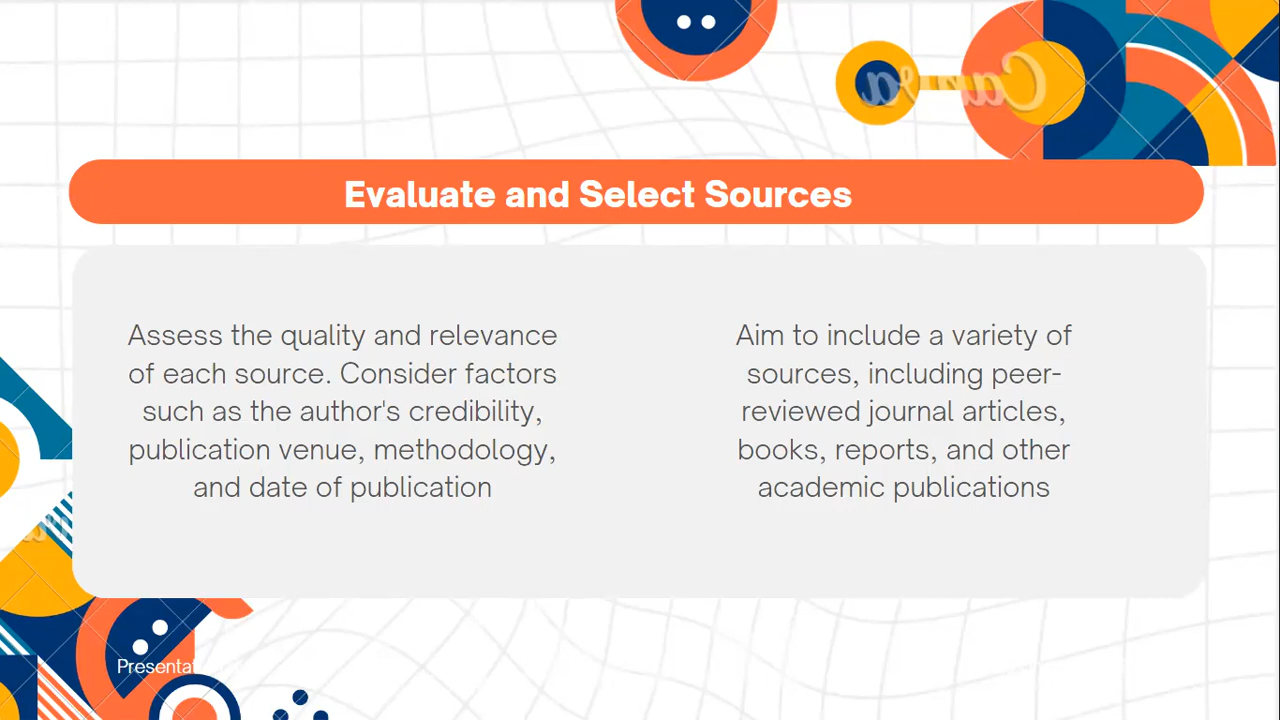 Evaluate and Select Sources
Assess the quality and relevance
of each source. Consider factors
such as the author's credibility,
publication venue, methodology,
and date of publication
Aim to include a variety of
sources, including peer-
reviewed journal articles,
books, reports, and other
academic publications
Canva